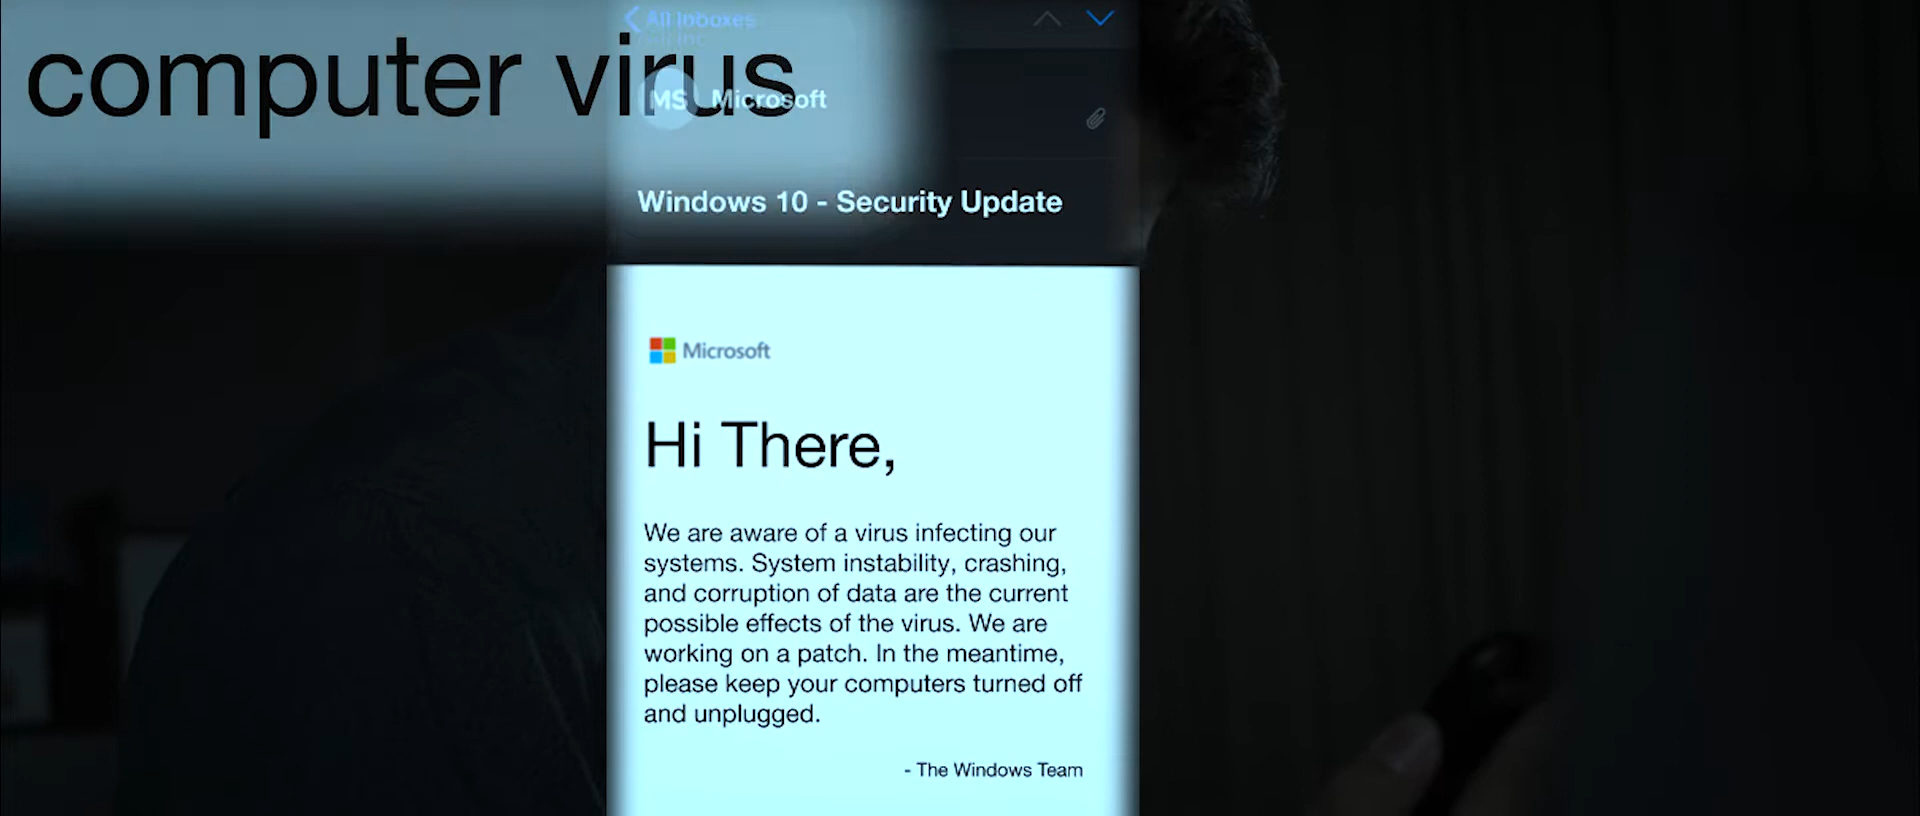 All Inboxes
computer virus
MS Microsoft
Windows 10 - Security Update
Microsoft
Hi There,
We are aware of a virus infecting our
systems. System instability, crashing,
and corruption of data are the current
possible effects of the virus. We are
working on a patch. In the meantime,
please keep your computers turned off
and unplugged.
- The Windows Team